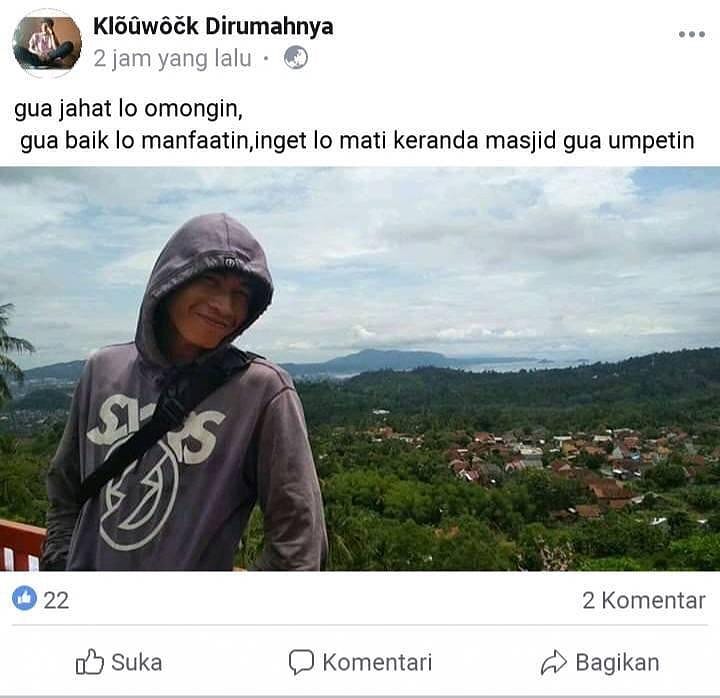 Klõûwôčk Dirumahnya
2 jam yang lalu ·
gua jahat lo omongin,
gua baik lo manfaatin,inget lo mati keranda masjid gua umpetin
22
2 Komentar
Suka
Komentari
Bagikan